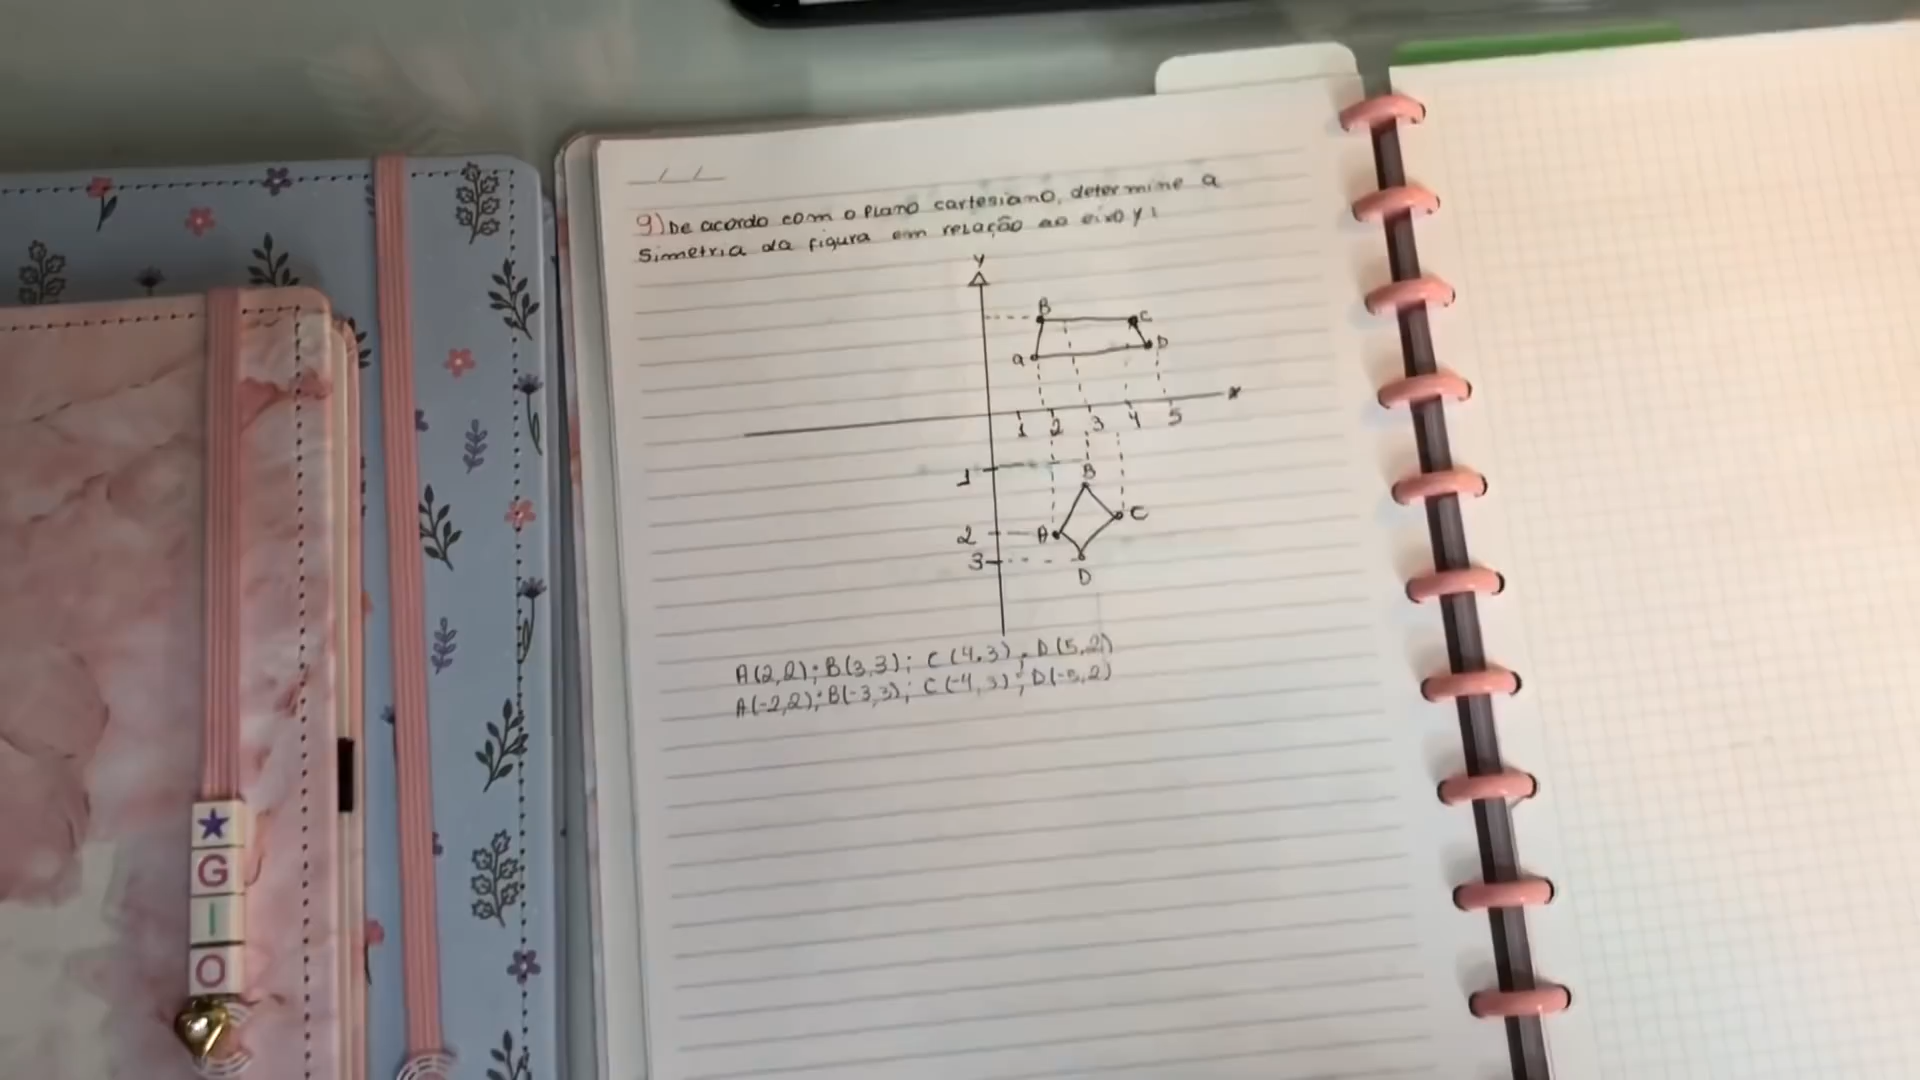 9) De acordo com o plano cartesiano, determine a
simetria da figura em relação ao eixo y:
y
B
C
a
D
x
1 2 3 4 5
1
B
C
2 A
3
D
A(2,2); B(3,3); C(4,3); D(5,2)
A(-2,2); B(-3,3); C(-4,3); D(-5,2)
G
I
O